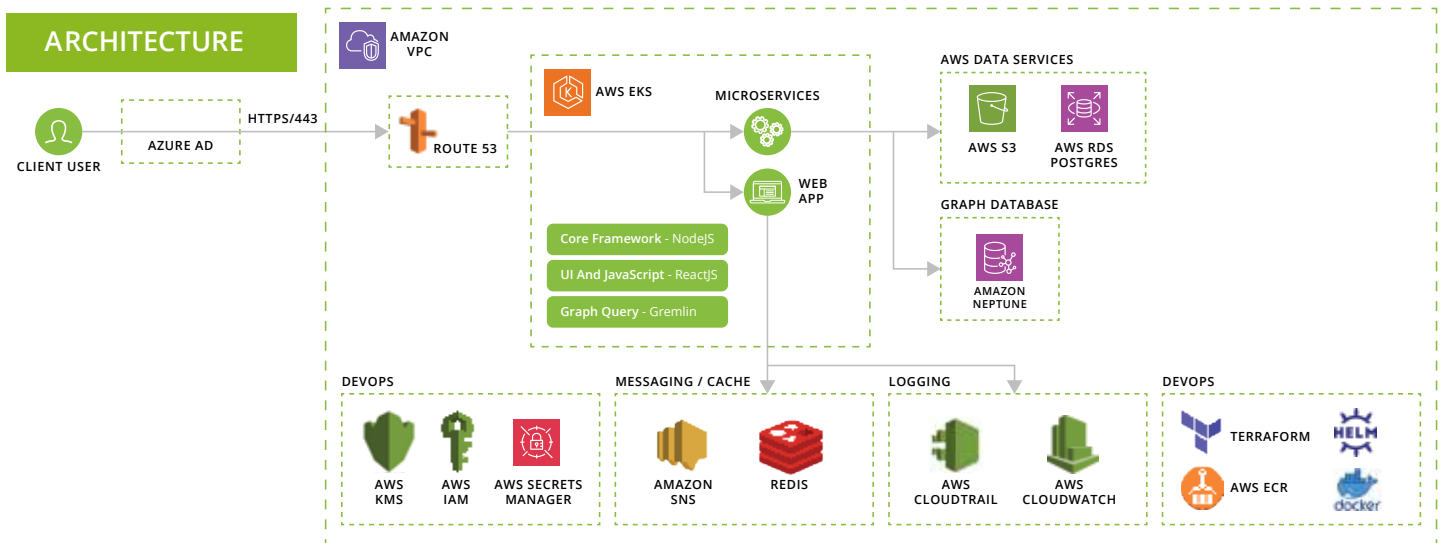 ARCHITECTURE
AMAZON
VPC
CLIENT USER
AZURE AD
HTTPS/443
ROUTE 53
AWS EKS
MICROSERVICES
WEB
APP
Core Framework - NodeJS
UI And JavaScript - ReactJS
Graph Query - Gremlin
AWS DATA SERVICES
AWS S3
AWS RDS
POSTGRES
GRAPH DATABASE
AMAZON
NEPTUNE
DEVOPS
AWS
KMS
AWS
IAM
AWS SECRETS
MANAGER
MESSAGING / CACHE
AMAZON
SNS
REDIS
LOGGING
AWS
CLOUDTRAIL
AWS
CLOUDWATCH
DEVOPS
TERRAFORM
HELM
AWS ECR
docker